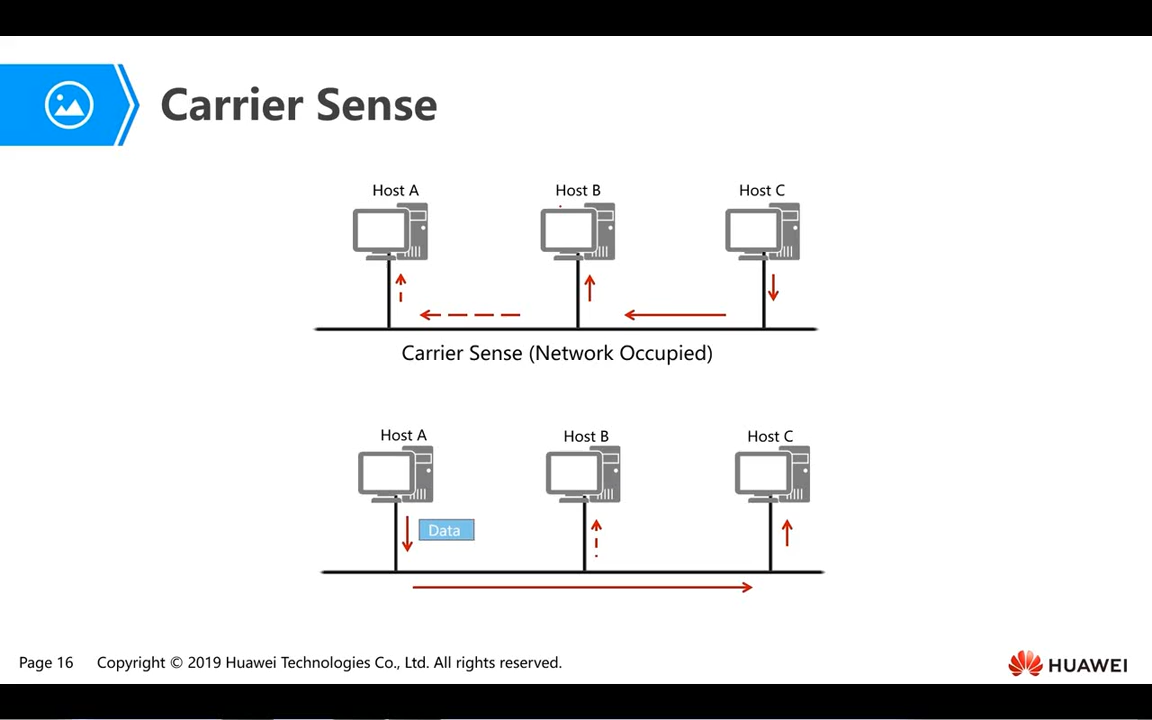 Carrier Sense
Host A
Host B
Host C
Carrier Sense (Network Occupied)
Host A
Host B
Host C
Data
Page 16
Copyright © 2019 Huawei Technologies Co., Ltd. All rights reserved.
HUAWEI